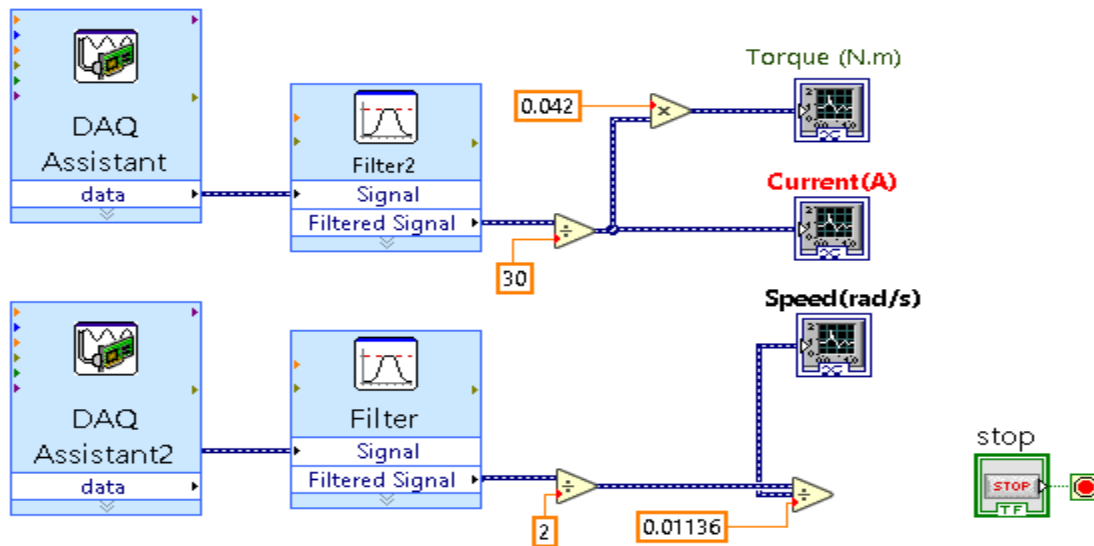 DAQ
Assistant
data
Filter2
Signal
Filtered Signal
0.042
30
Torque (N.m)
Current(A)
DAQ
Assistant2
data
Filter
Signal
Filtered Signal
2
0.01136
Speed(rad/s)
stop
STOP
TF